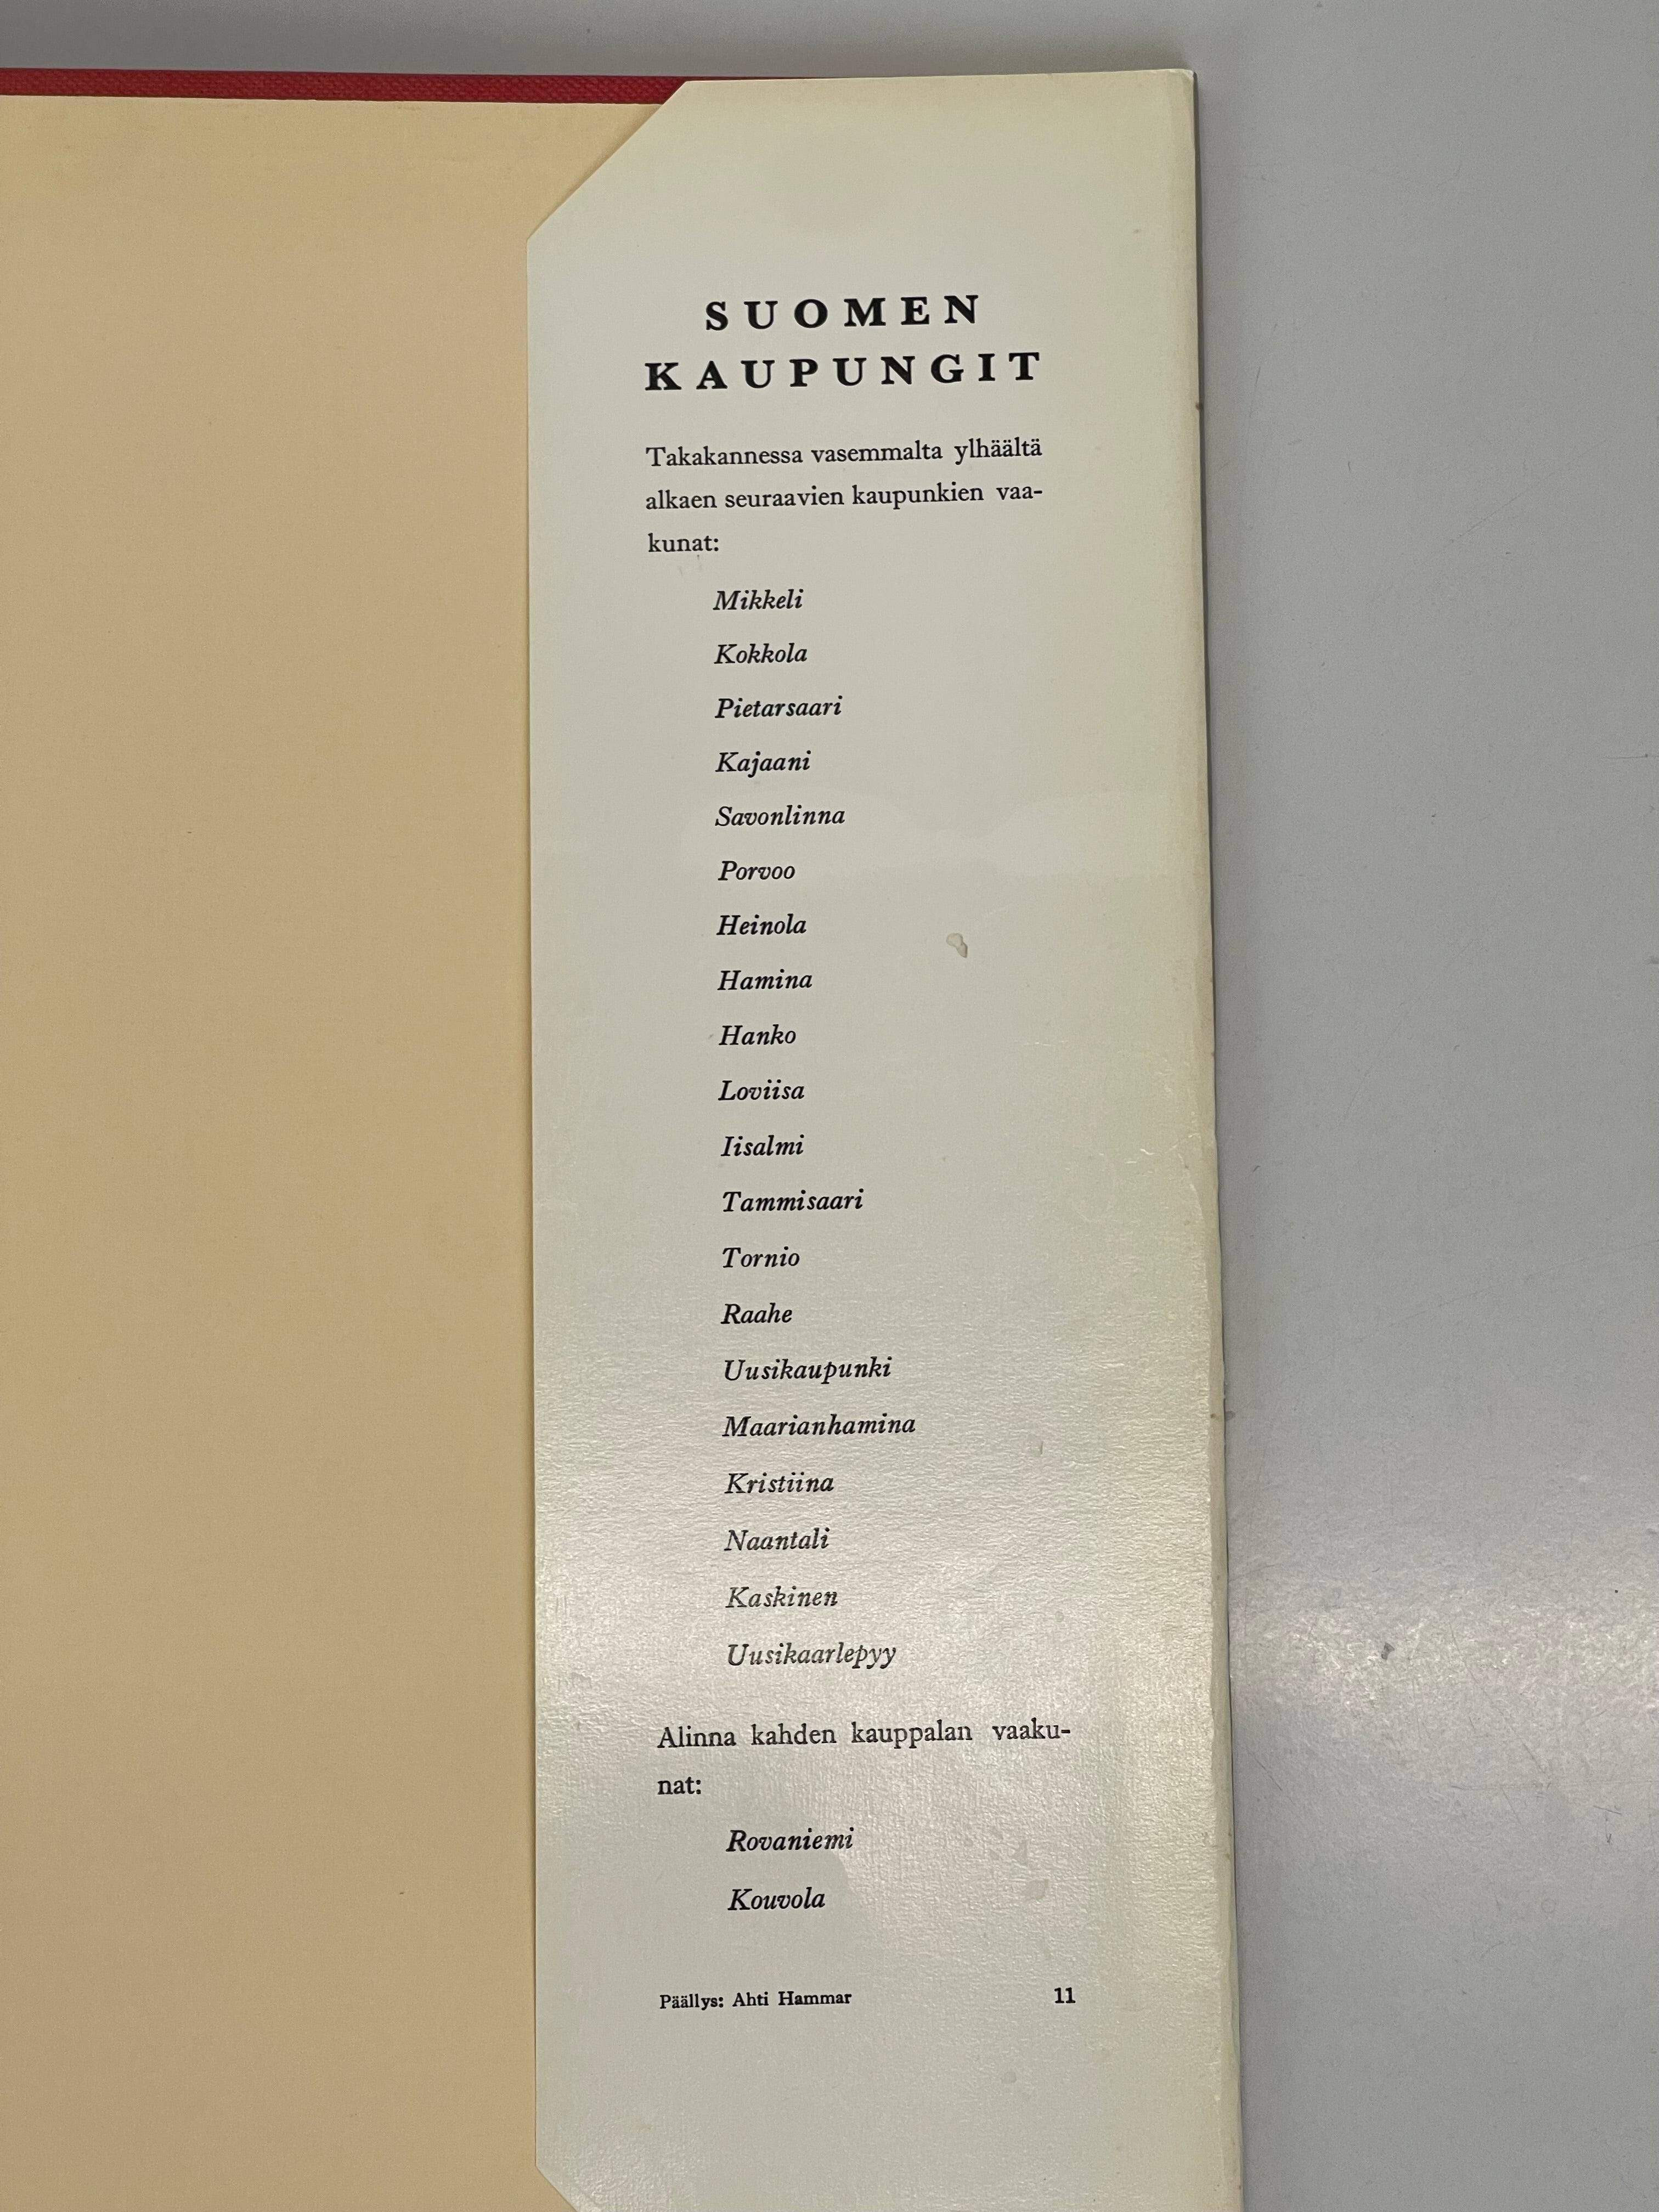 SUOMEN
KAUPUNGIT
Takakannessa vasemmalta ylhäältä
alkaen seuraavien kaupunkien vaa-
kunat:
Mikkeli
Kokkola
Pietarsaari
Kajaani
Savonlinna
Porvoo
Heinola
Hamina
Hanko
Loviisa
Iisalmi
Tammisaari
Tornio
Raahe
Uusikaupunki
Maarianhamina
Kristiina
Naantali
Kaskinen
Uusikaarlepyy
Alinna kahden kauppalan vaaku-
nat:
Rovaniemi
Kouvola
Päällys: Ahti Hammar 11